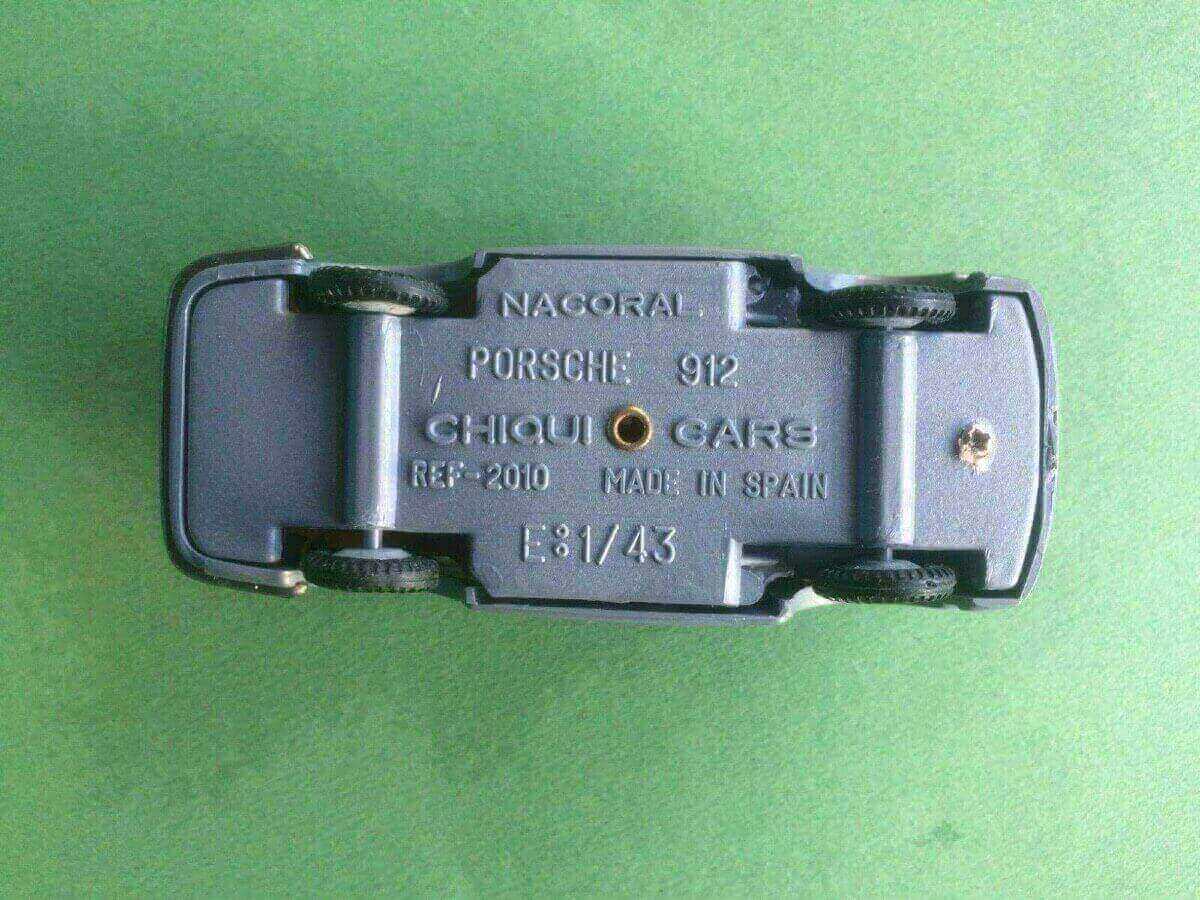 NACORAL
PORSCHE 912
CHIQUI CARS
REF-2010 MADE IN SPAIN
E:1/43